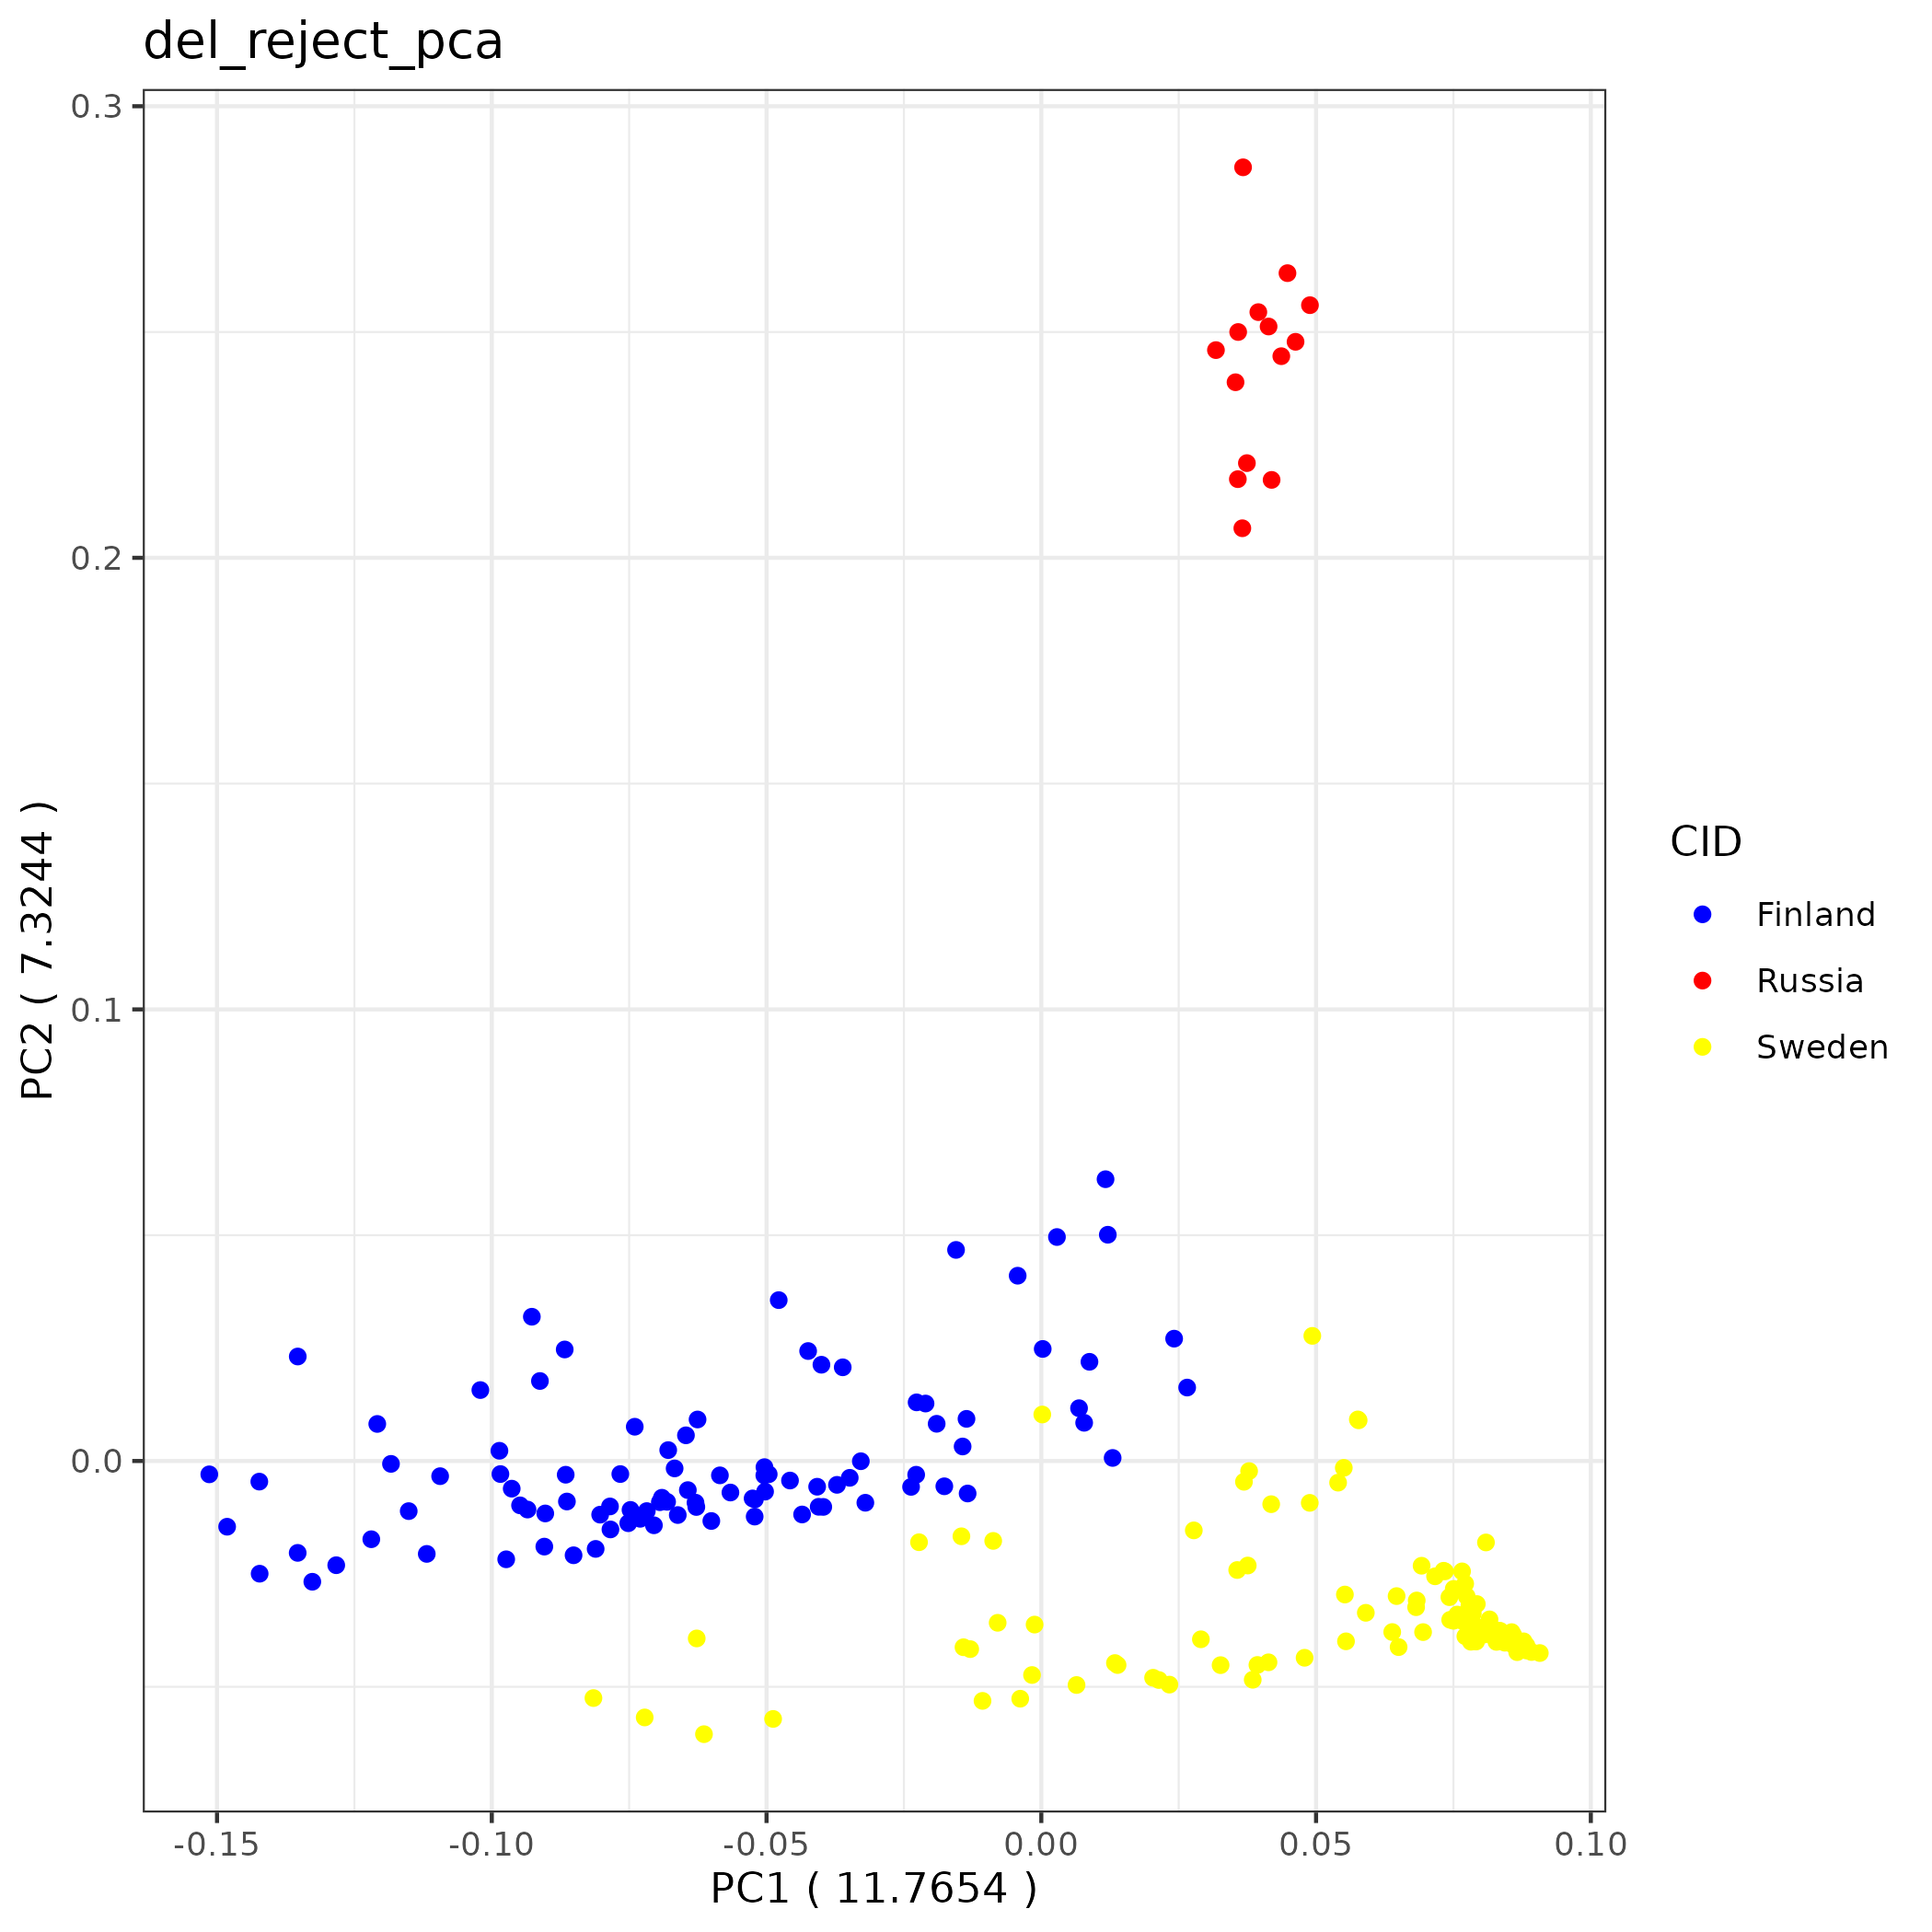 del_reject_pca
0.3
0.2
0.1
0.0
PC2 ( 7.3244 )
-0.15 -0.10 -0.05 0.00 0.05 0.10
PC1 ( 11.7654 )
CID
Finland
Russia
Sweden